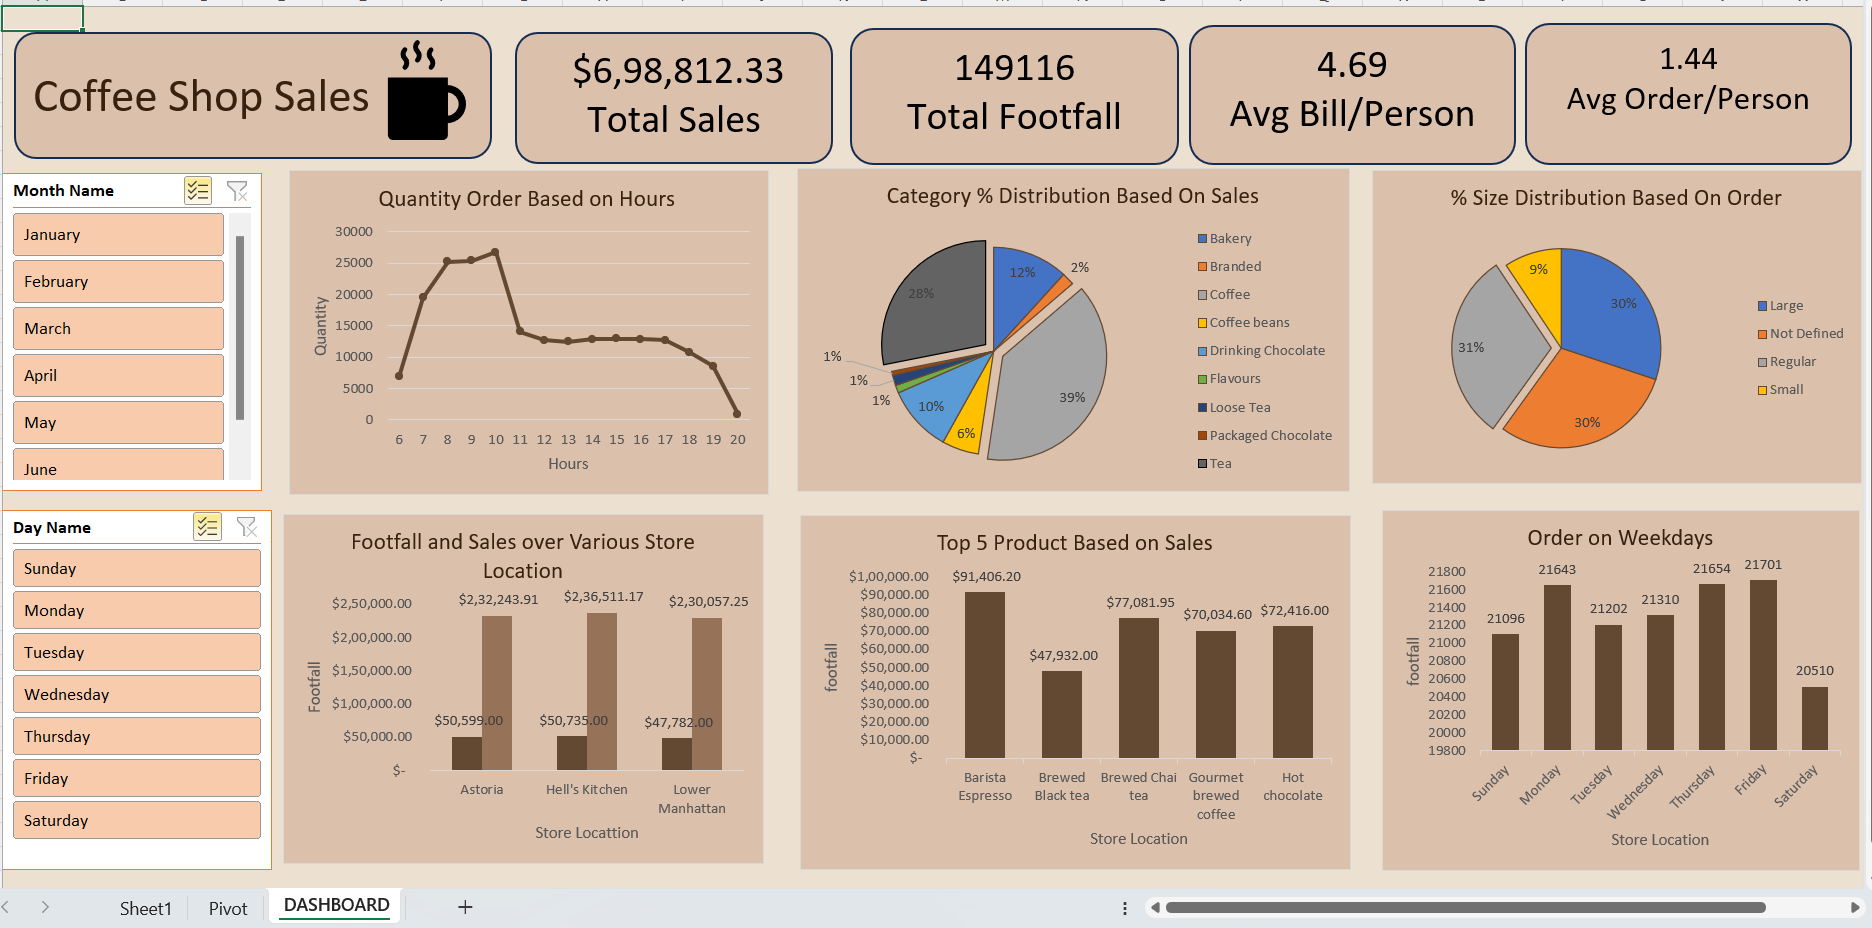 Coffee Shop Sales
$6,98,812.33
Total Sales
149116
Total Footfall
4.69
Avg Bill/Person
1.44
Avg Order/Person
Month Name
January
February
March
April
May
June
Quantity Order Based on Hours
Quantity
30000
25000
20000
15000
10000
5000
0
6 7 8 9 10 11 12 13 14 15 16 17 18 19 20
Hours
Category % Distribution Based On Sales
12%
2%
39%
6%
10%
1%
1%
1%
28%
Bakery
Branded
Coffee
Coffee beans
Drinking Chocolate
Flavours
Loose Tea
Packaged Chocolate
Tea
% Size Distribution Based On Order
30%
30%
31%
9%
Large
Not Defined
Regular
Small
Day Name
Sunday
Monday
Tuesday
Wednesday
Thursday
Friday
Saturday
Footfall and Sales over Various Store
Location
Footfall
$2,50,000.00
$2,00,000.00
$1,50,000.00
$1,00,000.00
$50,000.00
$-
$2,32,243.91
$2,36,511.17
$2,30,057.25
$50,599.00
$50,735.00
$47,782.00
Astoria
Hell's Kitchen
Lower
Manhattan
Store Locattion
Top 5 Product Based on Sales
footfall
$1,00,000.00
$90,000.00
$80,000.00
$70,000.00
$60,000.00
$50,000.00
$40,000.00
$30,000.00
$20,000.00
$10,000.00
$-
$91,406.20
$47,932.00
$77,081.95
$70,034.60
$72,416.00
Barista
Espresso
Brewed
Black tea
Brewed Chai
tea
Gourmet
brewed
coffee
Hot
chocolate
Store Location
Order on Weekdays
footfall
21800
21600
21400
21200
21000
20800
20600
20400
20200
20000
19800
21096
21643
21202
21310
21654
21701
20510
Sunday
Monday
Tuesday
Wednesday
Thursday
Friday
Saturday
Store Location
Sheet1
Pivot
DASHBOARD